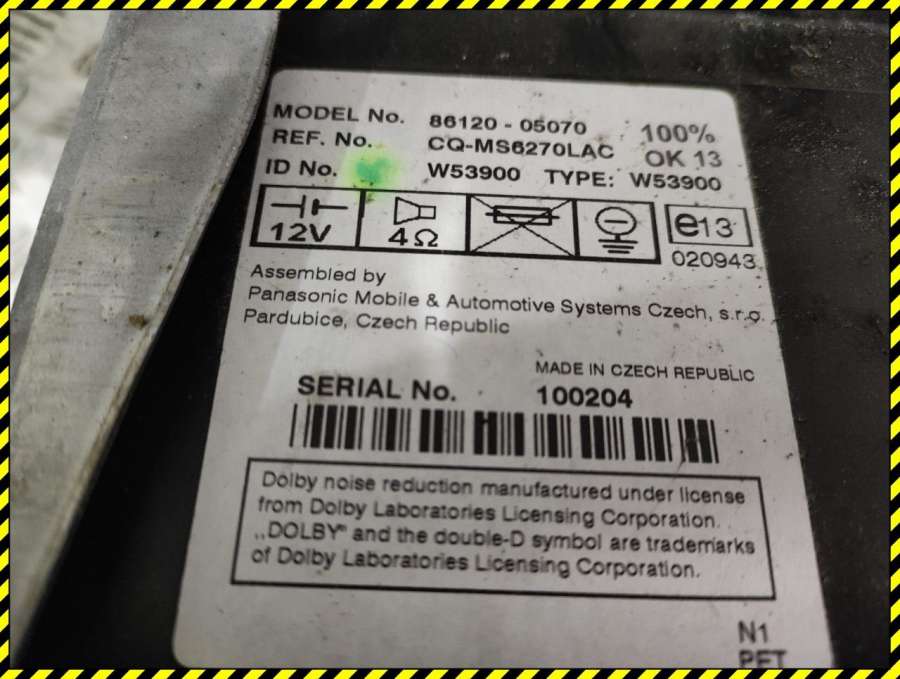 MODEL No. 86120 - 05070 100%
REF. No. CQ-MS6270LAC OK 13
ID No. W53900 TYPE: W53900
12V 4Ω e13
020943
Assembled by
Panasonic Mobile & Automotive Systems Czech, s.r.o.
Pardubice, Czech Republic
MADE IN CZECH REPUBLIC
SERIAL No. 100204
Dolby noise reduction manufactured under license
from Dolby Laboratories Licensing Corporation.
„DOLBY" and the double-D symbol are trademarks
of Dolby Laboratories Licensing Corporation.
N1
PET